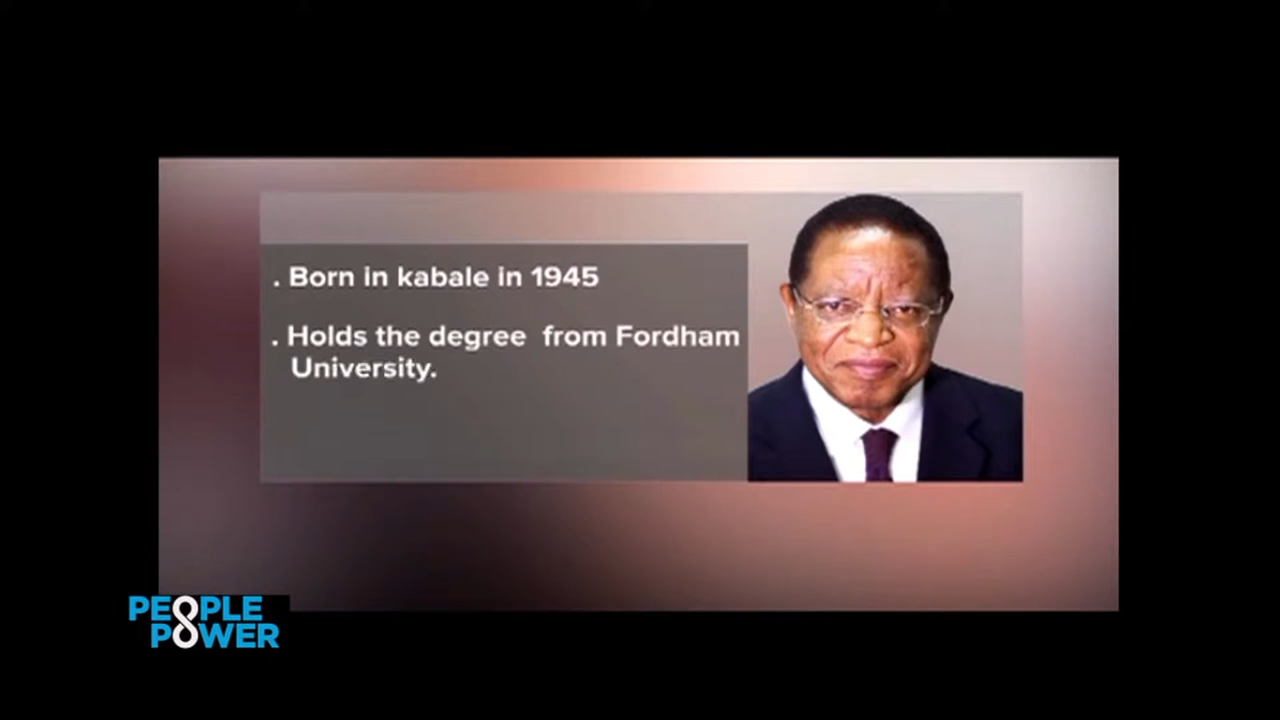 . Born in kabale in 1945
. Holds the degree from Fordham
University.
PEOPLE
POWER